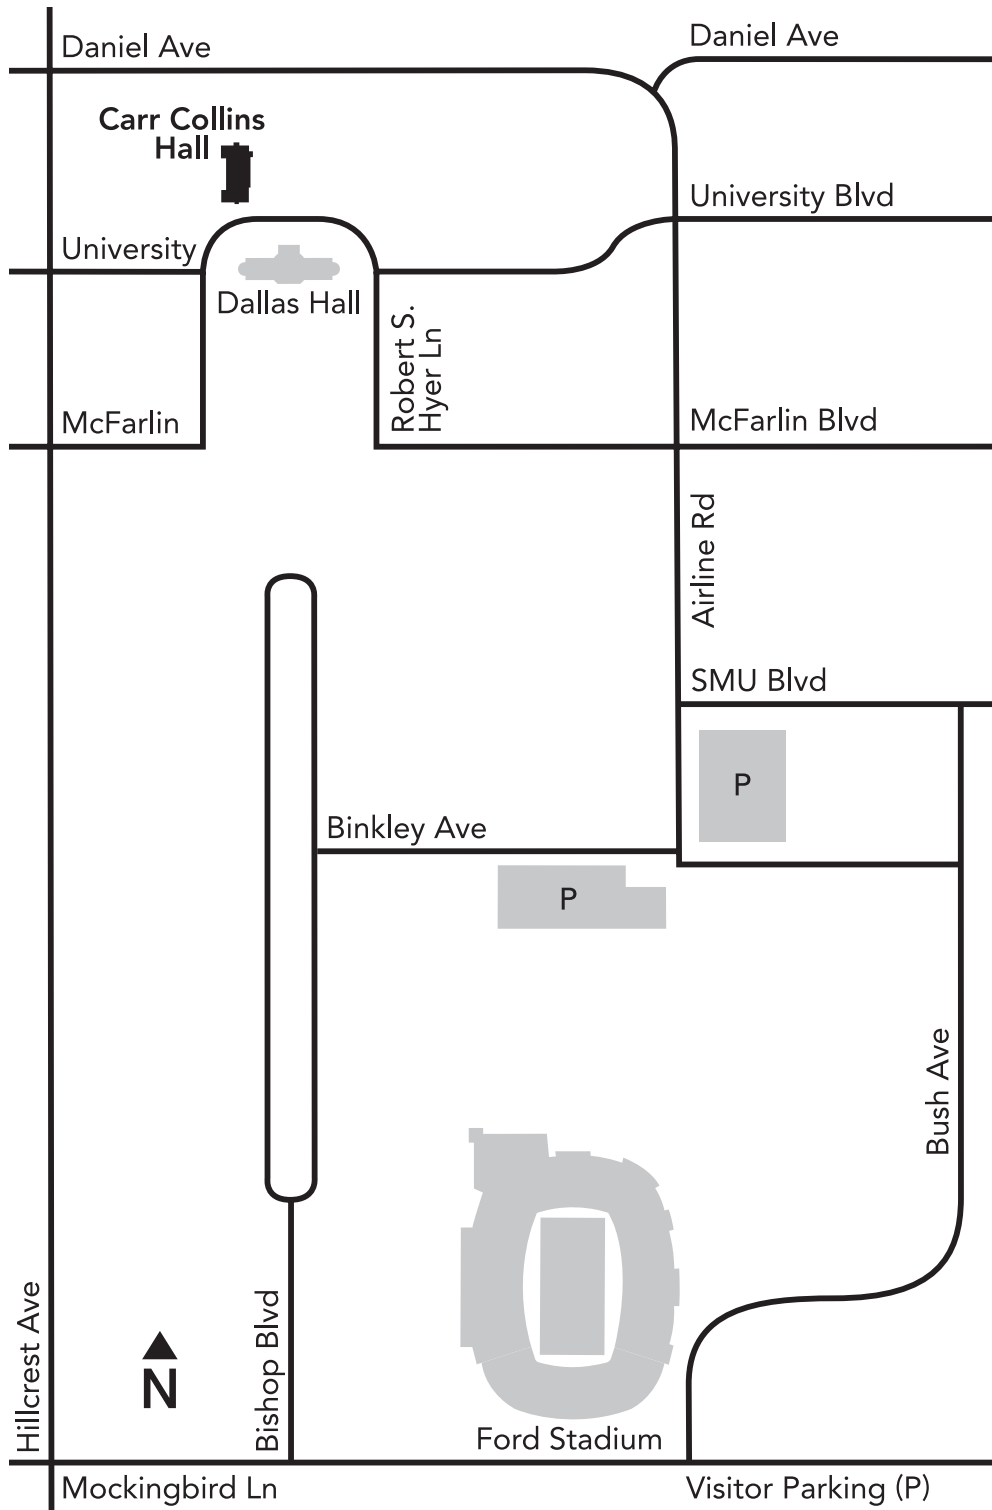 Daniel Ave
Daniel Ave
Carr Collins
Hall
University Blvd
University
Dallas Hall
Robert S.
Hyer Ln
McFarlin
McFarlin Blvd
Airline Rd
SMU Blvd
P
Binkley Ave
P
Bush Ave
Hillcrest Ave
N
Bishop Blvd
Ford Stadium
Mockingbird Ln
Visitor Parking (P)